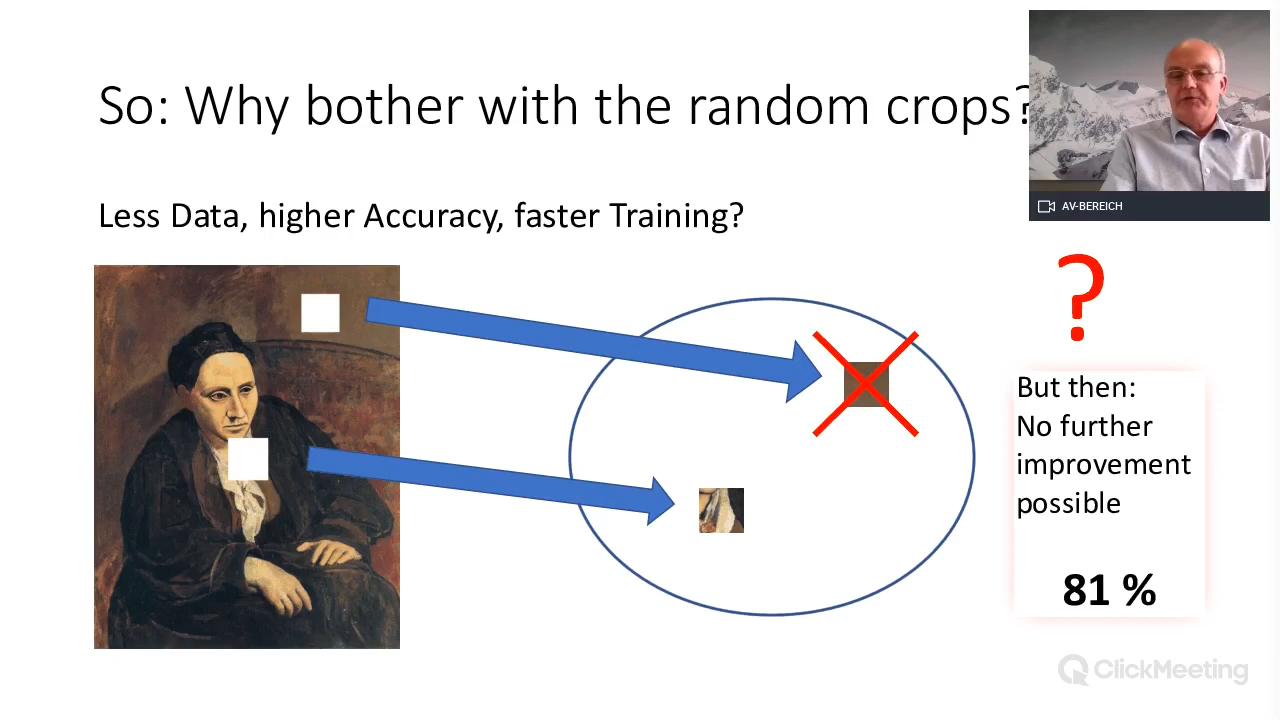 So: Why bother with the random crops?
AV-BEREICH
Less Data, higher Accuracy, faster Training?
?
But then:
No further
improvement
possible
81 %
ClickMeeting